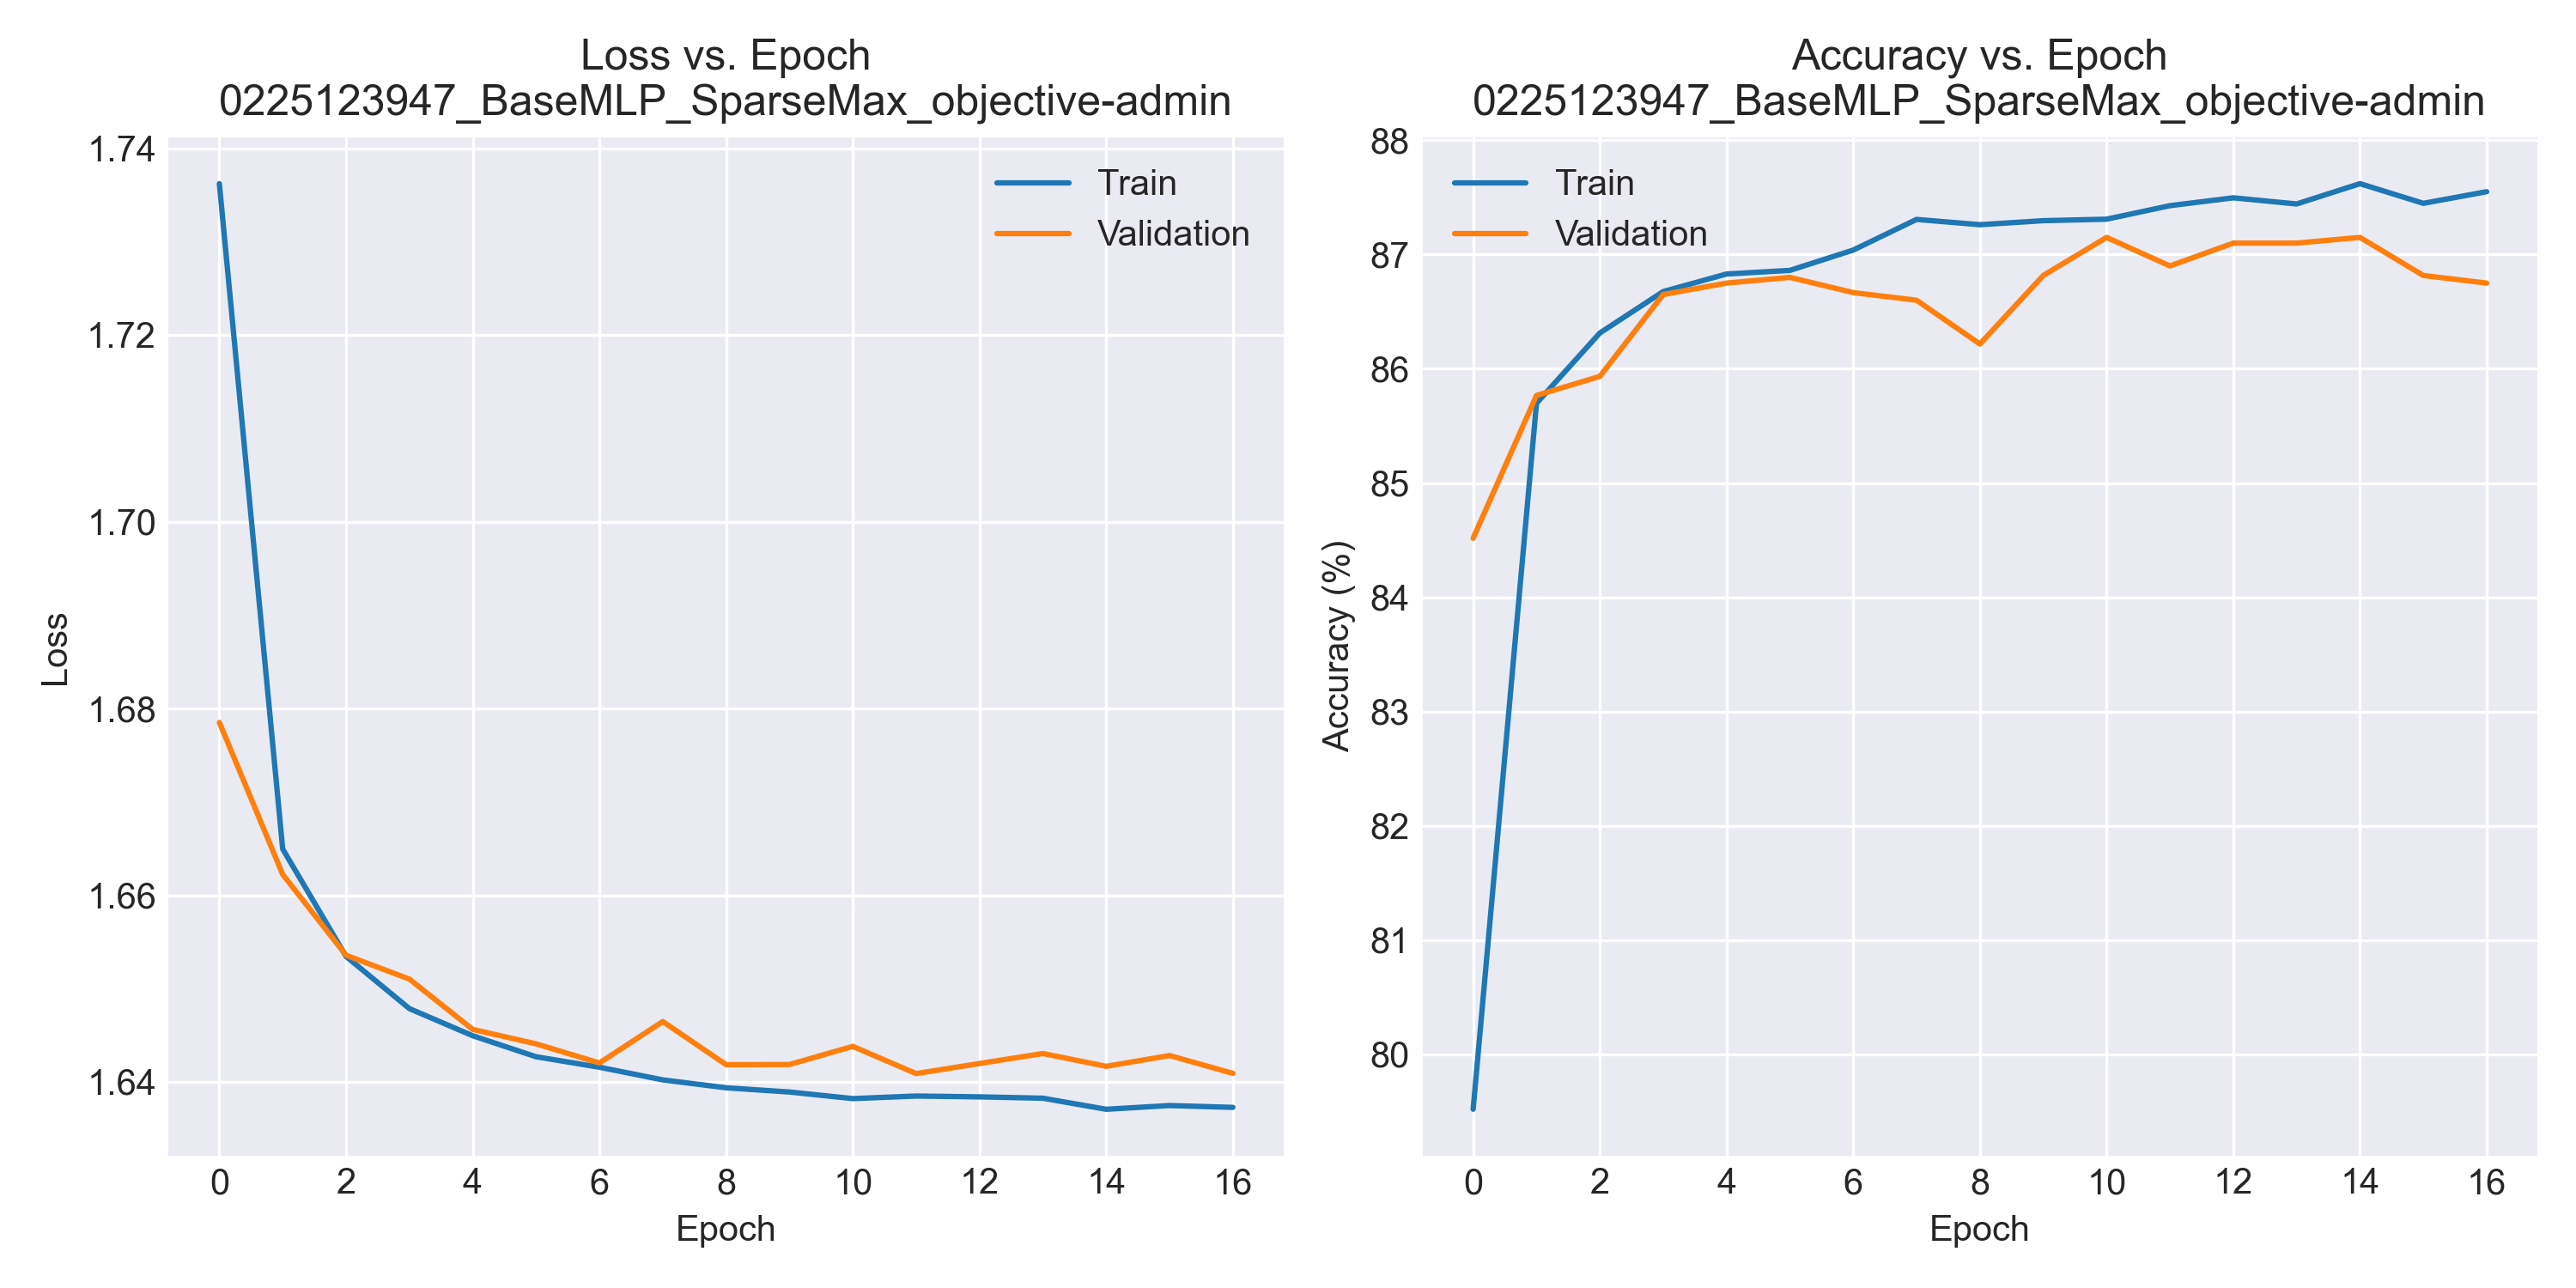 Loss vs. Epoch
0225123947_BaseMLP_SparseMax_objective-admin
1.74
1.72
1.70
1.68
1.66
1.64
Loss
Train
Validation
0 2 4 6 8 10 12 14 16
Epoch
Accuracy vs. Epoch
0225123947_BaseMLP_SparseMax_objective-admin
88
87
86
85
84
83
82
81
80
Accuracy (%)
Train
Validation
0 2 4 6 8 10 12 14 16
Epoch